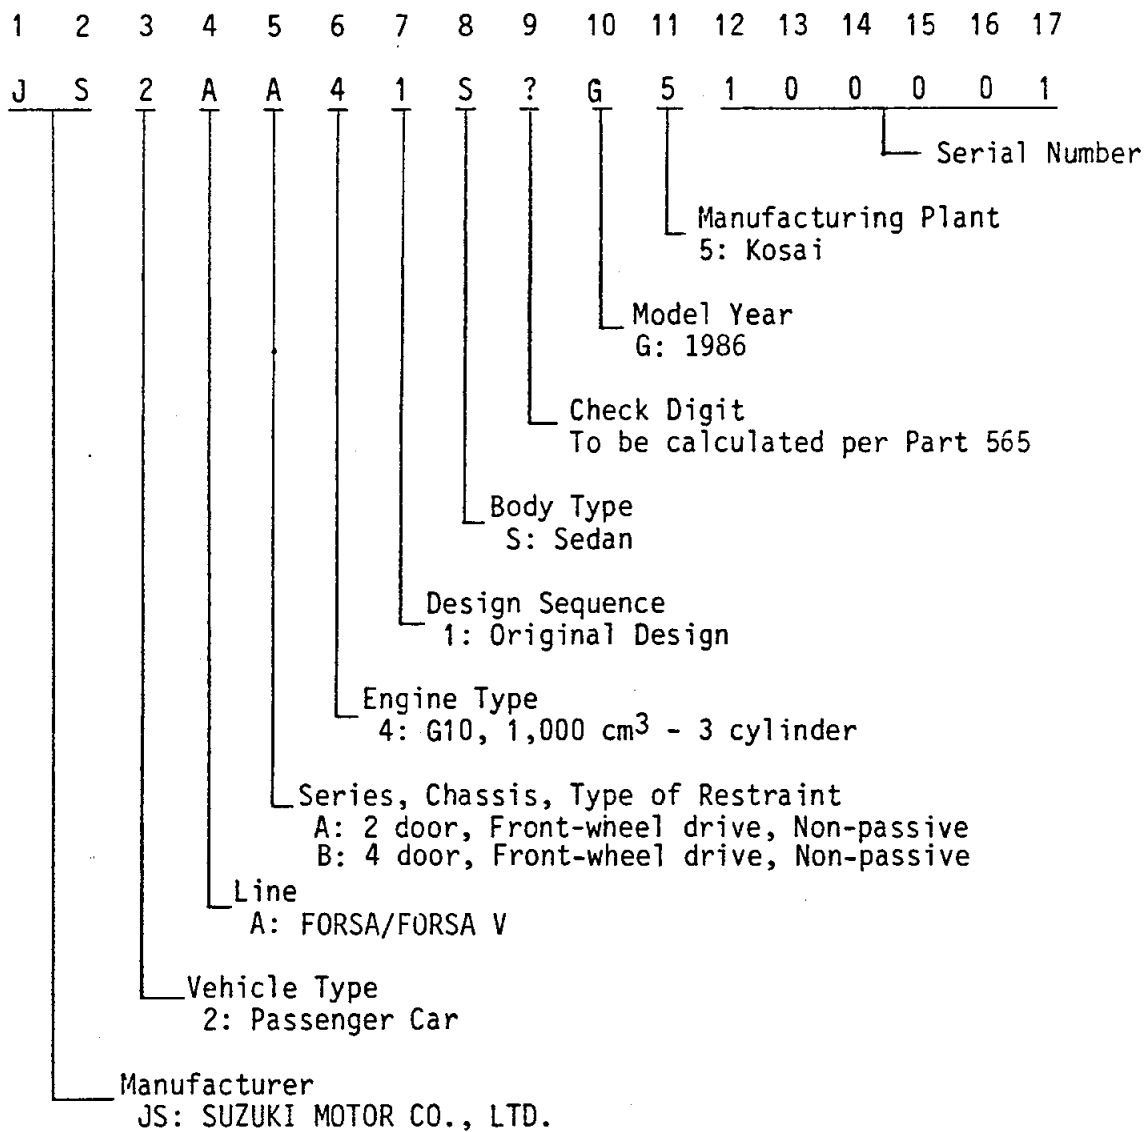 1 2 3 4 5 6 7 8 9 10 11 12 13 14 15 16 17
J S 2 A A 4 1 S ? G 5 1 0 0 0 0 1
Serial Number
Manufacturing Plant
5: Kosai
Model Year
G: 1986
Check Digit
To be calculated per Part 565
Body Type
S: Sedan
Design Sequence
1: Original Design
Engine Type
4: G10, 1,000 cm³ - 3 cylinder
Series, Chassis, Type of Restraint
A: 2 door, Front-wheel drive, Non-passive
B: 4 door, Front-wheel drive, Non-passive
Line
A: FORSA/FORSA V
Vehicle Type
2: Passenger Car
Manufacturer
JS: SUZUKI MOTOR CO., LTD.